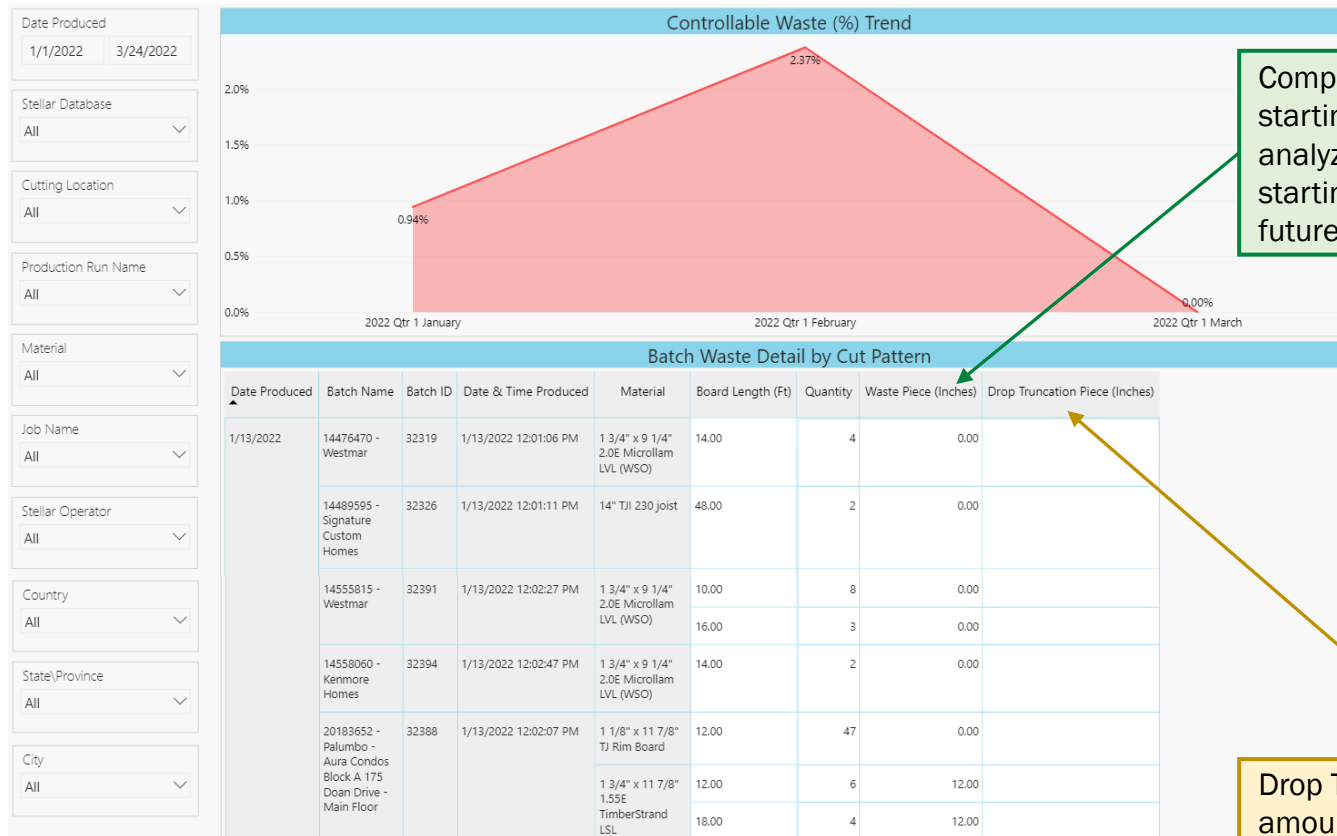 Date Produced
1/1/2022 3/24/2022
Stellar Database
All
Cutting Location
All
Production Run Name
All
Material
All
Job Name
All
Stellar Operator
All
Country
All
State\Province
All
City
All
Controllable Waste (%) Trend
2.37%
2.0%
1.5%
1.0%
0.94%
0.5%
0.0%
0.00%
2022 Qtr 1 January 2022 Qtr 1 February 2022 Qtr 1 March
Batch Waste Detail by Cut Pattern
Date Produced Batch Name Batch ID Date & Time Produced Material Board Length (Ft) Quantity Waste Piece (Inches) Drop Truncation Piece (Inches)
1/13/2022 14476470 - 32319 1/13/2022 12:01:06 PM 1 3/4" x 9 1/4" 14.00 4 0.00
Westmar 2.0E Microllam
LVL (WSO)
14489595 - 32326 1/13/2022 12:01:11 PM 14" TJI 230 joist 48.00 2 0.00
Signature
Custom
Homes
14555815 - 32391 1/13/2022 12:02:27 PM 1 3/4" x 9 1/4" 10.00 8 0.00
Westmar 2.0E Microllam
LVL (WSO) 16.00 3 0.00
14558060 - 32394 1/13/2022 12:02:47 PM 1 3/4" x 9 1/4" 14.00 2 0.00
Kenmore 2.0E Microllam
Homes LVL (WSO)
20183652 - 32388 1/13/2022 12:02:07 PM 1 1/8" x 11 7/8" 12.00 47 0.00
Palumbo - TJ Rim Board
Aura Condos
Block A 175 1 3/4" x 11 7/8" 12.00 6 12.00
Doan Drive - 1.55E
Main Floor TimberStrand
LSL 18.00 4 12.00
future
Drop